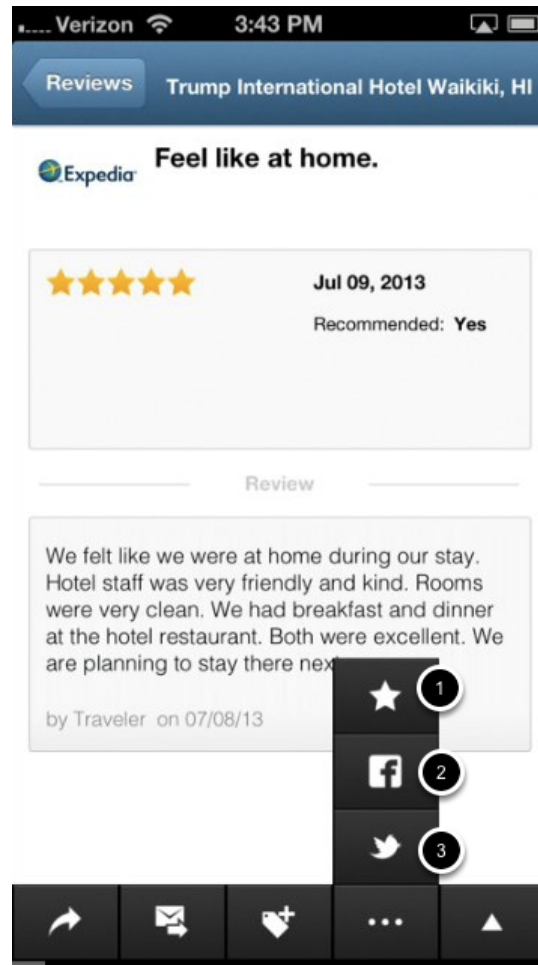 Verizon 3:43 PM
Reviews Trump International Hotel Waikiki, HI
Expedia Feel like at home.
Jul 09, 2013
Recommended: Yes
Review
We felt like we were at home during our stay.
Hotel staff was very friendly and kind. Rooms
were very clean. We had breakfast and dinner
at the hotel restaurant. Both were excellent. We
are planning to stay there nex
by Traveler on 07/08/13
1
2
3